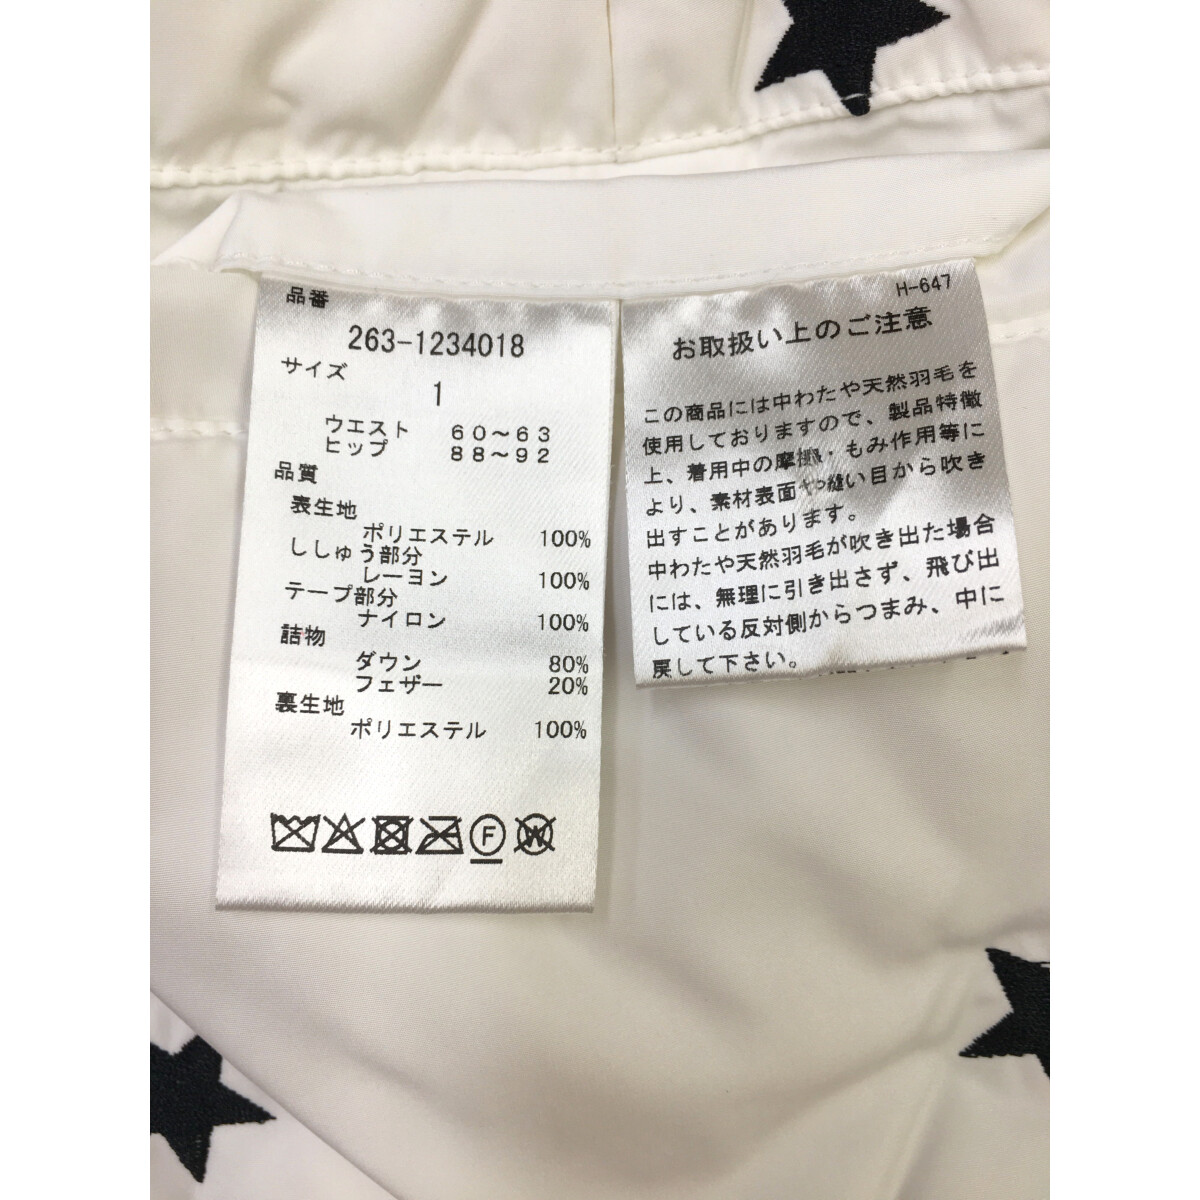 品番
263-1234018
サイズ
1
ウエスト 60～63
ヒップ 88～92
品質
表生地
ポリエステル 100%
ししゅう部分
レーヨン 100%
テープ部分
ナイロン 100%
詰物
ダウン 80%
フェザー 20%
裏生地
ポリエステル 100%
F
W
H-647
お取扱い上のご注意
この商品には中わたや天然羽毛を
使用しておりますので、製品特徴
上、着用中の摩擦・もみ作用等に
より、素材表面や縫い目から吹き
出すことがあります。
中わたや天然羽毛が吹き出た場合
には、無理に引き出さず、飛び出
している反対側からつまみ、中に
戻して下さい。